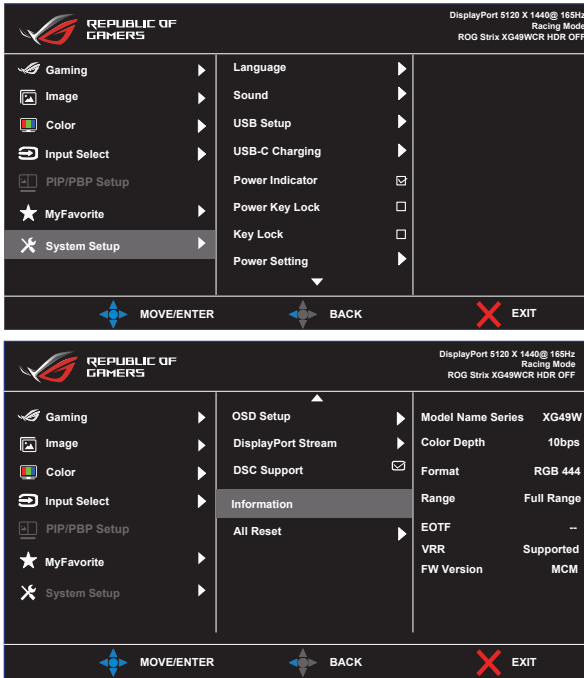 REPUBLIC OF
GAMERS
DisplayPort 5120 X 1440@ 165Hz
Racing Mode
ROG Strix XG49WCR HDR OFF
Gaming
Image
Color
Input Select
PIP/PBP Setup
MyFavorite
System Setup
Language
Sound
USB Setup
USB-C Charging
Power Indicator
Power Key Lock
Key Lock
Power Setting
MOVE/ENTER
BACK
EXIT
REPUBLIC OF
GAMERS
DisplayPort 5120 X 1440@ 165Hz
Racing Mode
ROG Strix XG49WCR HDR OFF
Gaming
Image
Color
Input Select
PIP/PBP Setup
MyFavorite
System Setup
OSD Setup
DisplayPort Stream
DSC Support
Information
All Reset
Model Name Series XG49W
Color Depth 10bps
Format RGB 444
Range Full Range
EOTF --
VRR Supported
FW Version MCM
MOVE/ENTER
BACK
EXIT